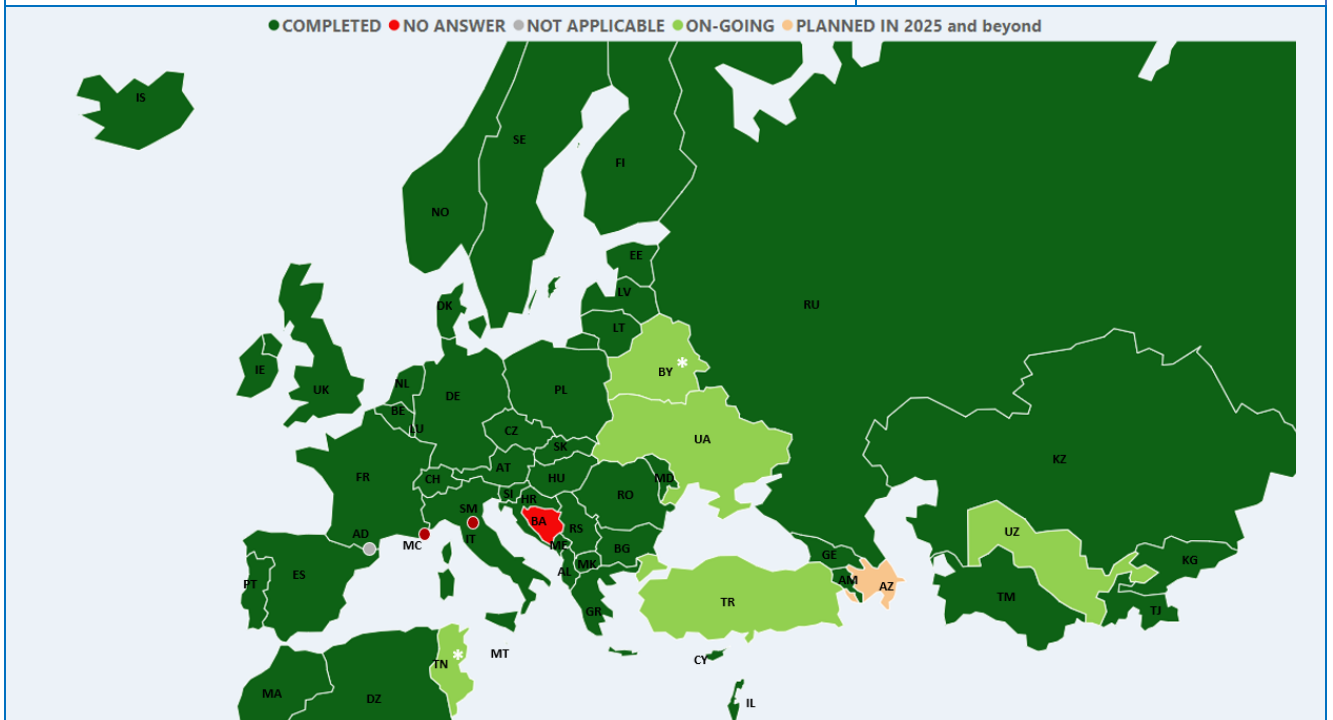 COMPLETED NO ANSWER NOT APPLICABLE ON-GOING PLANNED IN 2025 and beyond
IS
SE
FI
NO
EE
RU
LV
DK
LT
IE
UK
NL
BY *
PL
DE
BE
LU
CZ
UA
SK
KZ
AT
FR
CH
HU
MD
RO
SI
HR
SM
BA
RS
UZ
AD
MC
IT
ME
BG
GE
KG
MK
AL
ES
PT
AM
AZ
TM
TR
GR
TJ
MT
TN *
CY
MA
DZ
IL